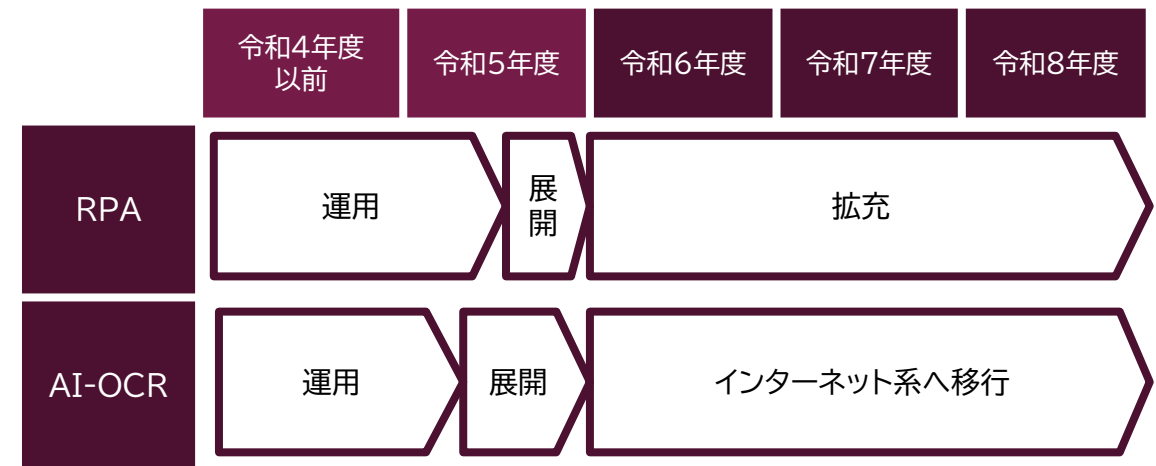 令和4年度
以前
令和5年度
令和6年度
令和7年度
令和8年度
RPA
運用
展
開
拡充
AI-OCR
運用
展開
インターネット系へ移行